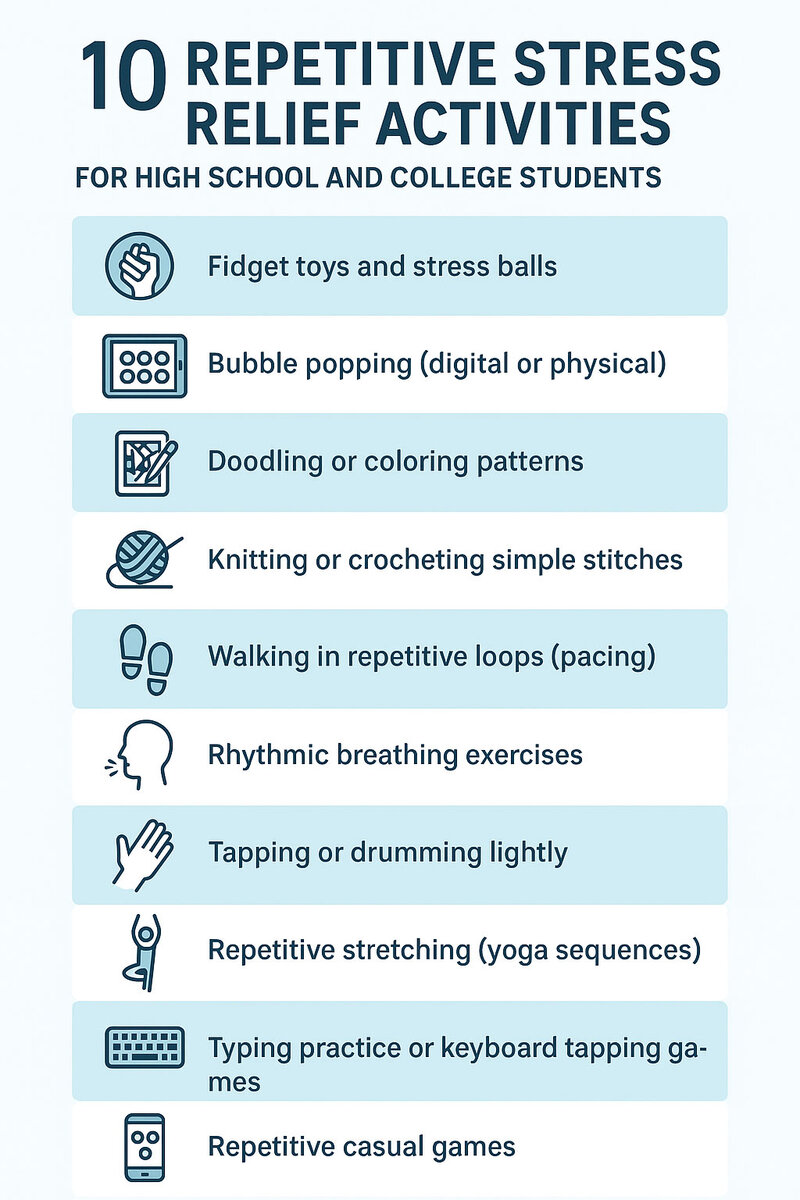 10 REPETITIVE STRESS
RELIEF ACTIVITIES
FOR HIGH SCHOOL AND COLLEGE STUDENTS
Fidget toys and stress balls
Bubble popping (digital or physical)
Doodling or coloring patterns
Knitting or crocheting simple stitches
Walking in repetitive loops (pacing)
Rhythmic breathing exercises
Tapping or drumming lightly
Repetitive stretching (yoga sequences)
Typing practice or keyboard tapping ga-
mes
Repetitive casual games